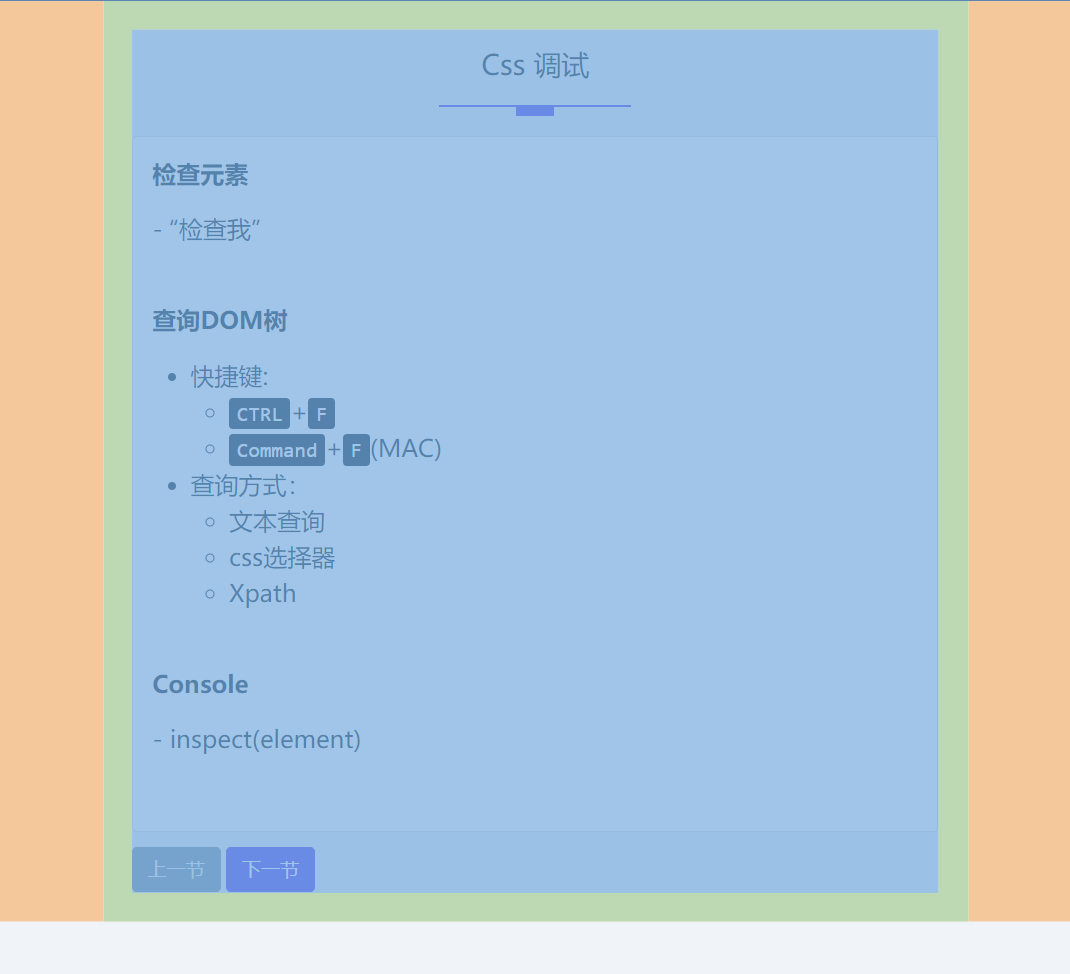 Css 调试
检查元素
- “检查我”
查询DOM树
快捷键:
CTRL+F
Command+F(MAC)
查询方式：
文本查询
css选择器
Xpath
Console
- inspect(element)
上一节 下一节